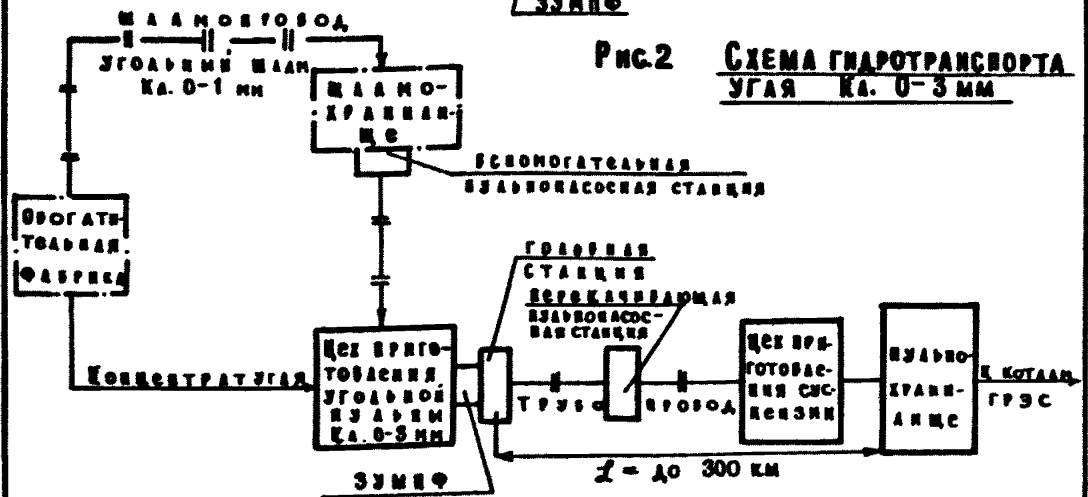 ЗУМПФ
Рис.2 Схема гидротранспорта
угля Кл. 0-3 мм
Шламопровод
Угольный шлам
Кл. 0-1 мм
Шламо-
хранили-
ще
Вспомогательная
пульпонасосная станция
Обогати-
тельная
фабрика
Головная
станция
Перекачивающая
пульпонасос-
ная станция
Концентрат угля
Цех приго-
товления
угольной
пульпы
Кл. 0-3 мм
Трубо провод
Цех при-
готовле-
ния сус-
пензии
Пульпо-
храни-
лище
К котлам
ГРЭС
Зумпф
L = до 300 км